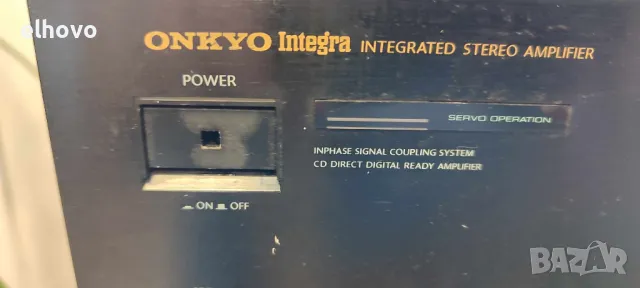 elhovo
ONKYO Integra INTEGRATED STEREO AMPLIFIER
POWER
SERVO OPERATION
INPHASE SIGNAL COUPLING SYSTEM
CD DIRECT DIGITAL READY AMPLIFIER
ON OFF
BAZAR